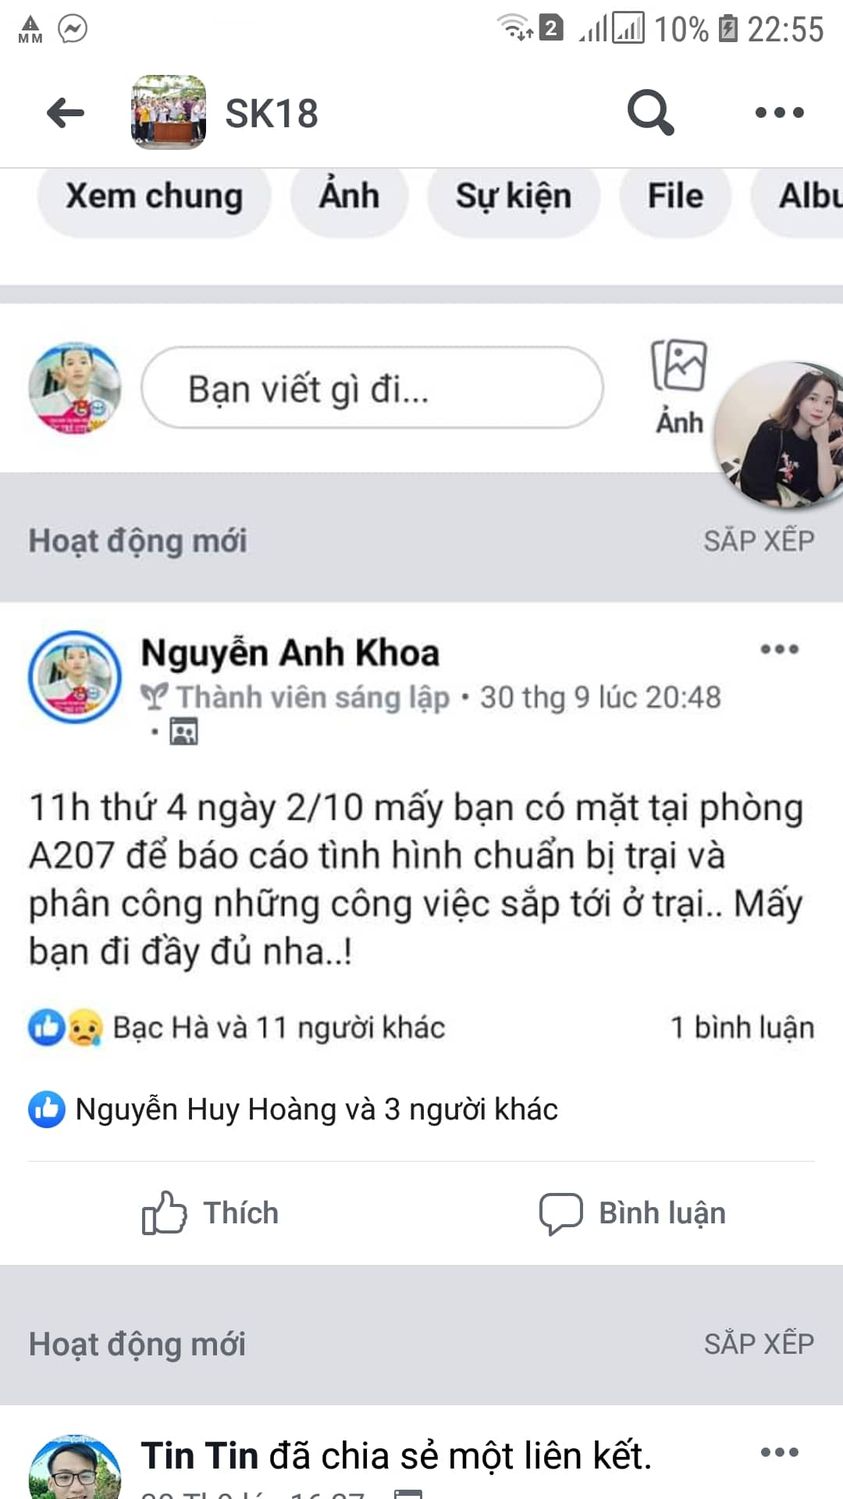 MM
2
10%
22:55
SK18
Xem chung
Ảnh
Sự kiện
File
Albu
Bạn viết gì đi...
Ảnh
Hoạt động mới
SẮP XẾP
Nguyễn Anh Khoa
Thành viên sáng lập • 30 thg 9 lúc 20:48
11h thứ 4 ngày 2/10 mấy bạn có mặt tại phòng
A207 để báo cáo tình hình chuẩn bị trại và
phân công những công việc sắp tới ở trại.. Mấy
bạn đi đầy đủ nha..!
Bạc Hà và 11 người khác
1 bình luận
Nguyễn Huy Hoàng và 3 người khác
Thích
Bình luận
Hoạt động mới
SẮP XẾP
Tin Tin đã chia sẻ một liên kết.